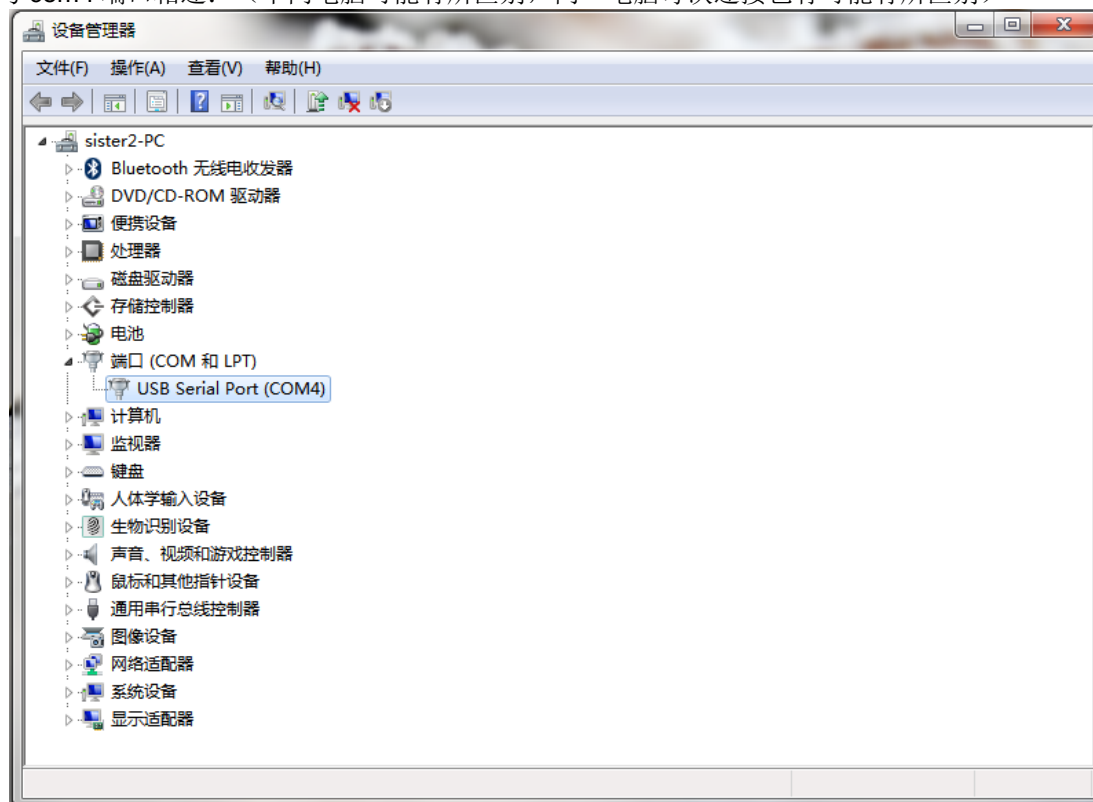 设备管理器
文件(F) 操作(A) 查看(V) 帮助(H)
sister2-PC
Bluetooth 无线电收发器
DVD/CD-ROM 驱动器
便携设备
处理器
磁盘驱动器
存储控制器
电池
端口 (COM 和 LPT)
USB Serial Port (COM4)
计算机
监视器
键盘
人体学输入设备
生物识别设备
声音、视频和游戏控制器
鼠标和其他指针设备
通用串行总线控制器
图像设备
网络适配器
系统设备
显示适配器